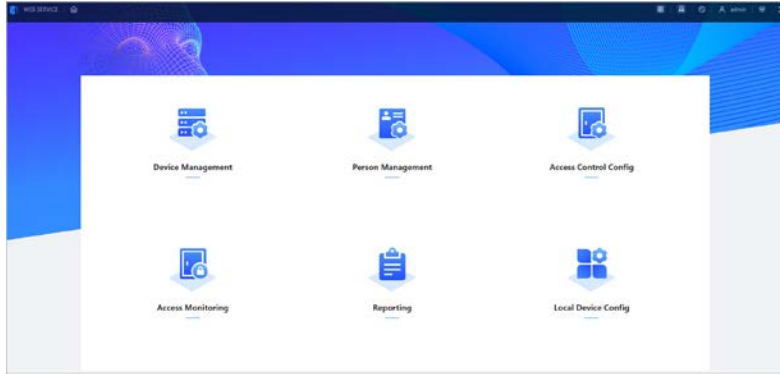 WEB SERVICE
admin
Device Management
Person Management
Access Control Config
Access Monitoring
Reporting
Local Device Config